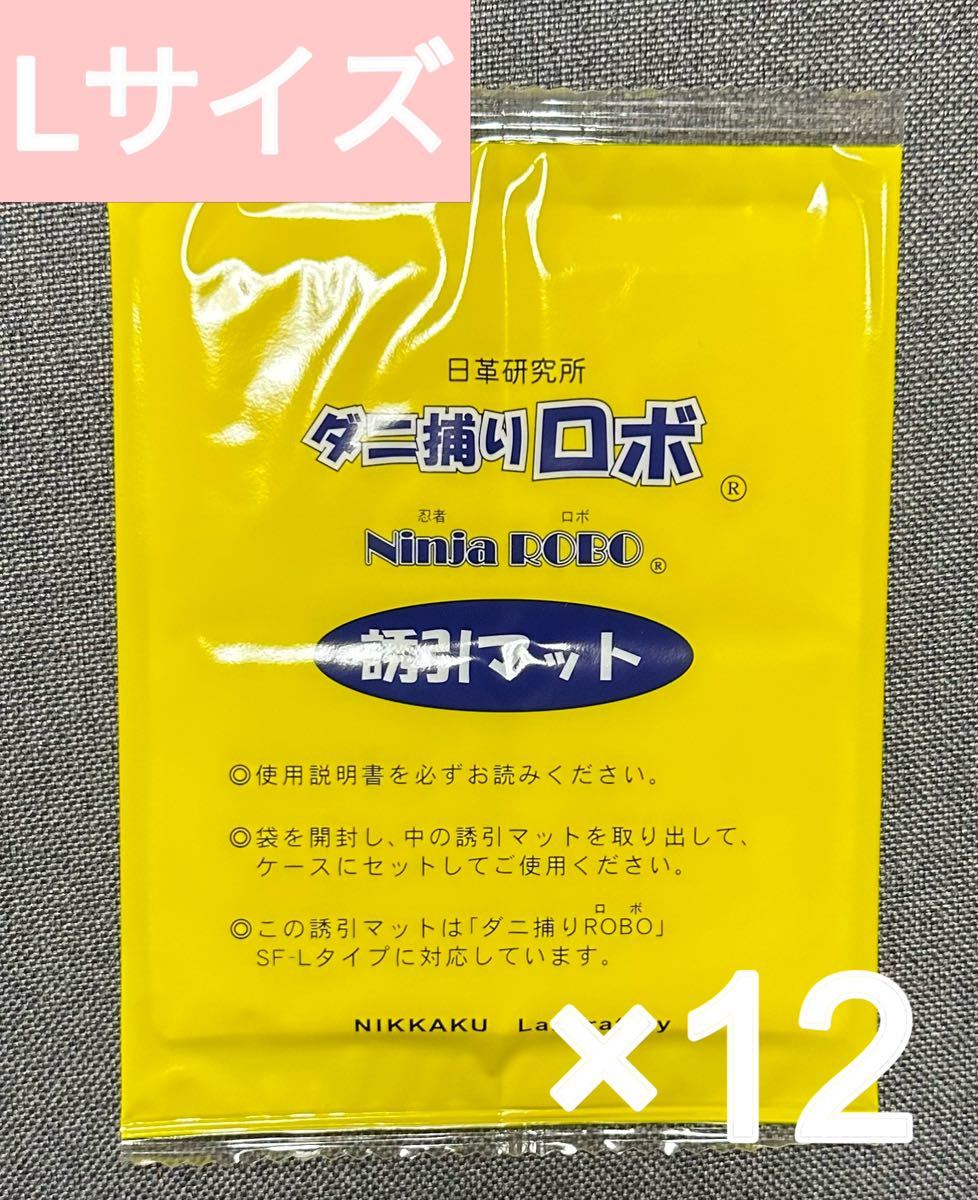 Lサイズ
日革研究所
ダニ捕りロボ®
忍者 ロボ
Ninja ROBO®
誘引マット
◎使用説明書を必ずお読みください。
◎袋を開封し、中の誘引マットを取り出して、
ケースにセットしてご使用ください。
ロ ボ
◎この誘引マットは「ダニ捕りROBO」
SF-Lタイプに対応しています。
NIKKAKU Laboratory
×12